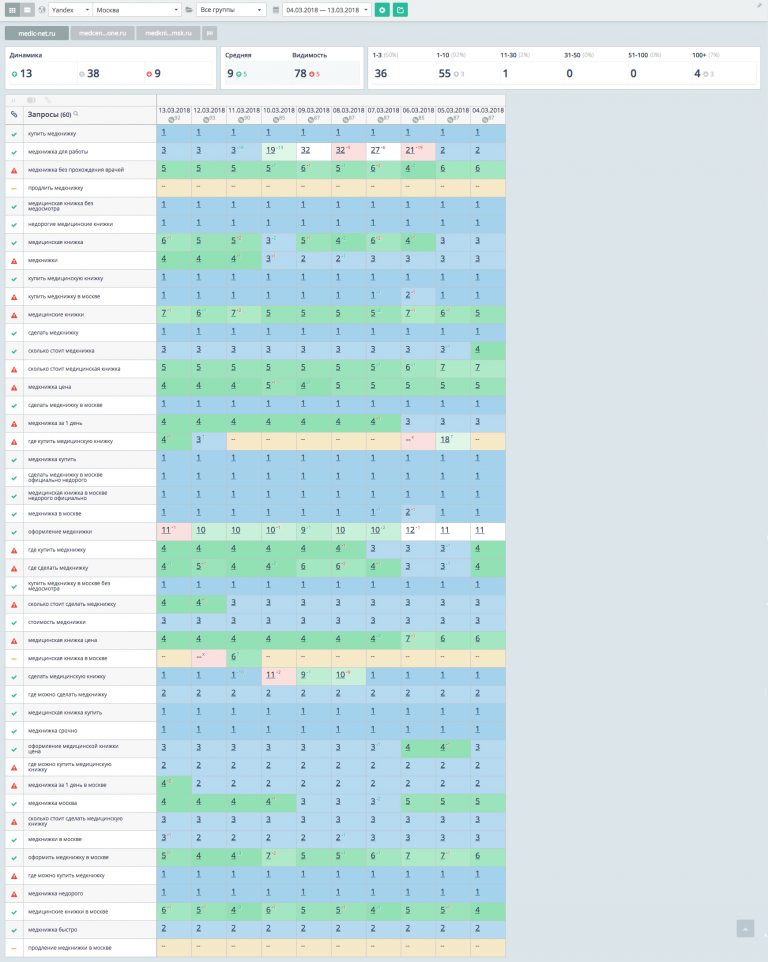 Yandex Москва Все группы 04.03.2018 — 13.03.2018
medic-net.ru medcen...one.ru medkni...msk.ru
Динамика Средняя Видимость 1-3 (60%) 1-10 (92%) 11-30 (2%) 31-50 (0%) 51-100 (0%) 100+ (7%)
13 38 9 9 5 78 5 36 55 3 1 0 0 4 3
Запросы (60) 13.03.2018 12.03.2018 11.03.2018 10.03.2018 09.03.2018 08.03.2018 07.03.2018 06.03.2018 05.03.2018 04.03.2018
купить медкнижку 1 1 1 1 1 1 1 1 1 1
медкнижка для работы 3 3 3 19 32 32 27 21 2 2
медкнижка без прохождения врачей 5 5 5 5 6 5 6 4 6 6
продлить медкнижку -- -- -- -- -- -- -- -- -- --
медицинская книжка без
медосмотра 1 1 1 1 1 1 1 1 1 1
недорогие медицинские книжки 1 1 1 1 1 1 1 1 1 1
медицинская книжка 6 5 5 3 5 4 6 4 3 3
медкнижки 4 4 4 3 2 2 3 3 3 3
купить медицинскую книжку 1 1 1 1 1 1 1 1 1 1
купить медкнижку в москве 1 1 1 1 1 1 1 2 1 1
медицинские книжки 7 6 7 5 5 5 5 7 6 5
сделать медкнижку 1 1 1 1 1 1 1 1 1 1
сколько стоит медкнижка 3 3 3 3 3 3 3 3 3 4
сколько стоит медицинская книжка 5 5 5 5 5 5 5 6 7 7
медкнижка цена 4 4 4 5 4 5 5 5 5 5
сделать медкнижку в москве 1 1 1 1 1 1 1 1 1 1
медкнижка за 1 день 4 4 4 4 4 4 4 3 3 3
где купить медицинскую книжку 4 3 -- -- -- -- -- -- 18 --
медкнижка купить 1 1 1 1 1 1 1 1 1 1
сделать медкнижку в москве
официально недорого 1 1 1 1 1 1 1 1 1 1
медицинская книжка в москве
недорого официально 1 1 1 1 1 1 1 1 1 1
медкнижка в москве 1 1 1 1 1 1 1 2 1 1
оформление медкнижки 11 10 10 10 9 10 10 12 11 11
где купить медкнижку 4 4 4 4 4 4 3 3 3 4
где сделать медкнижку 4 5 4 4 6 6 4 3 3 4
купить медкнижку в москве без
медосмотра 1 1 1 1 1 1 1 1 1 1
сколько стоит сделать медкнижку 4 4 3 3 3 3 3 3 3 3
стоимость медкнижки 3 3 3 3 3 3 3 3 3 3
медицинская книжка цена 4 4 4 4 4 4 4 7 6 6
медицинская книжка в москве -- -- 6 -- -- -- -- -- -- --
сделать медицинскую книжку 1 1 1 11 9 10 1 1 1 1
где можно сделать медкнижку 2 2 2 2 2 2 2 2 2 2
медицинская книжка купить 1 1 1 1 1 1 1 1 1 1
медкнижка срочно 1 1 1 1 1 1 1 1 1 1
оформление медицинской книжки
цена 3 3 3 3 3 3 3 4 4 3
где можно купить медицинскую
книжку 2 2 2 2 2 2 2 2 2 2
медкнижка за 1 день в москве 4 2 2 2 2 2 2 2 2 2
медкнижка москва 4 4 4 4 3 3 3 5 5 5
сколько стоит сделать медицинскую
книжку 3 3 3 3 3 3 3 3 3 3
медкнижки в москве 3 2 2 2 2 2 3 3 3 3
оформить медкнижку в москве 5 4 4 7 5 5 6 7 7 6
где можно купить медкнижку 1 1 1 1 1 1 1 1 1 1
медкнижка недорого 1 1 1 1 1 1 1 1 1 1
медицинские книжки в москве 6 5 4 6 5 5 4 5 5 4
медкнижка быстро 2 2 2 2 2 2 2 2 2 2
продление медкнижки в москве -- -- -- -- -- -- -- -- -- --